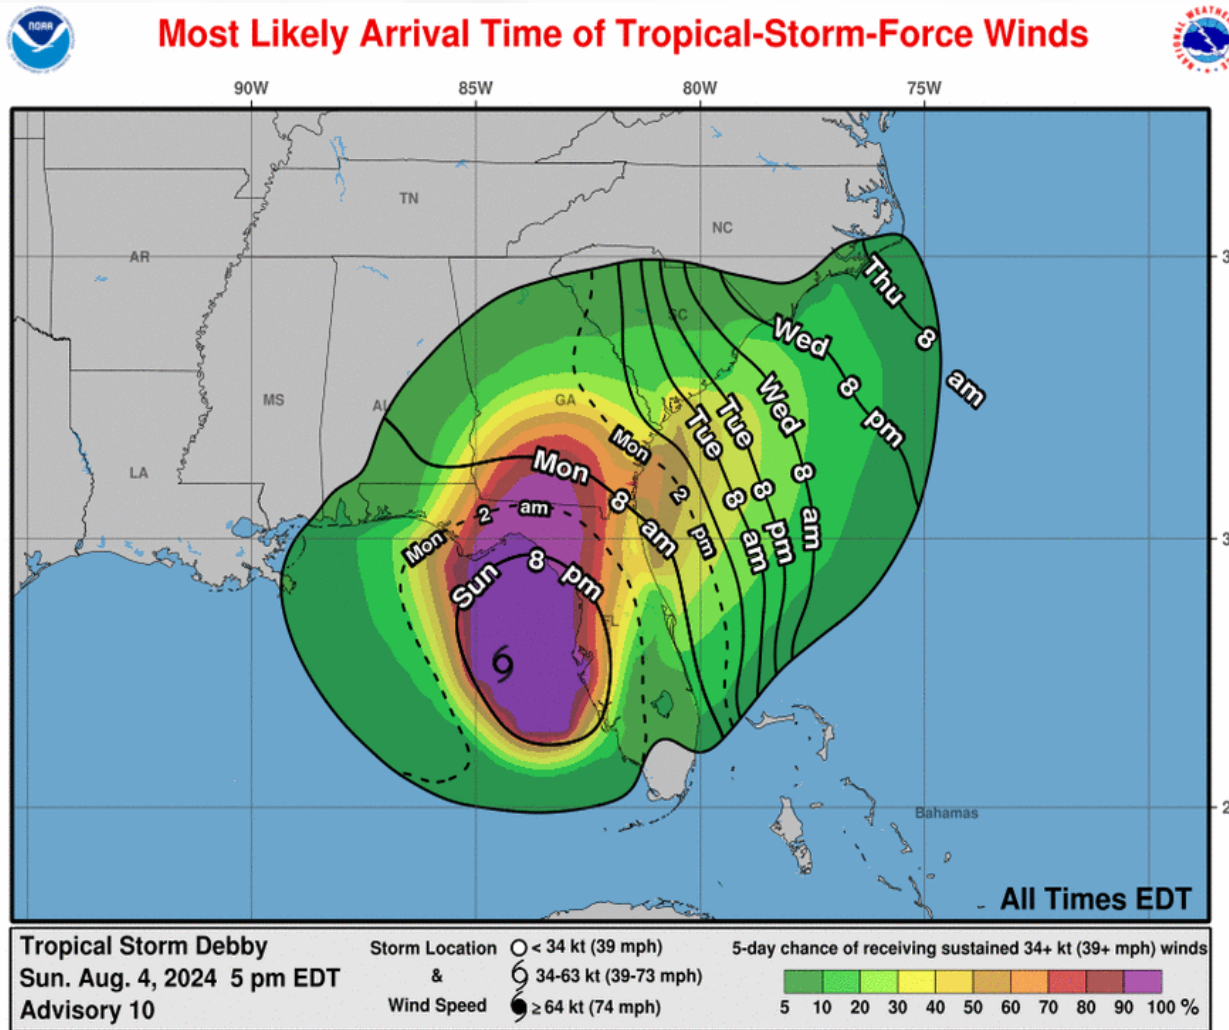 NOAA
Most Likely Arrival Time of Tropical-Storm-Force Winds
90W 85W 80W 75W
TN
NC
AR
SC
MS
AL
GA
LA
FL
Bahamas
Thu 8 am
Wed 8 pm
Wed 8 am
Tue 8 pm
Tue 8 am
Mon 2 pm
Mon 8 am
Mon 2 am
Sun 8 pm
3
3
2
All Times EDT
Tropical Storm Debby
Sun. Aug. 4, 2024 5 pm EDT
Advisory 10
Storm Location
&
Wind Speed
< 34 kt (39 mph)
34-63 kt (39-73 mph)
≥ 64 kt (74 mph)
5-day chance of receiving sustained 34+ kt (39+ mph) winds
5 10 20 30 40 50 60 70 80 90 100 %